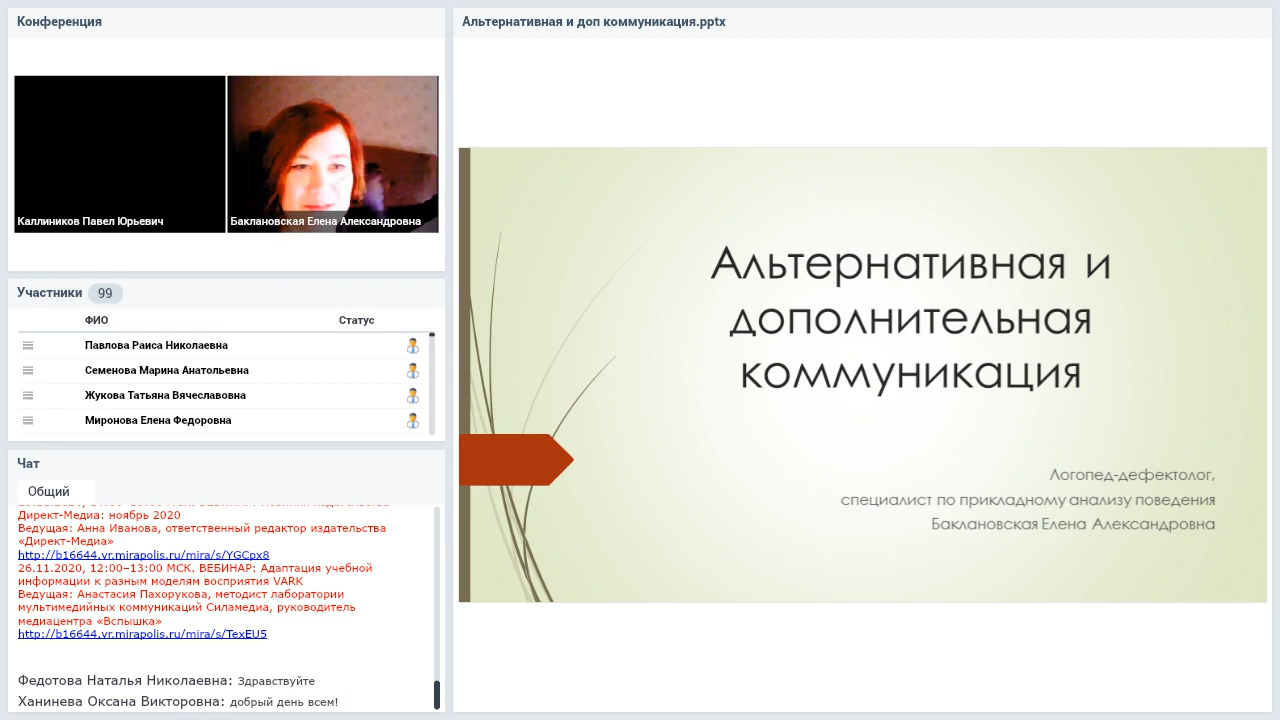 Конференция
Каллиников Павел Юрьевич
Баклановская Елена Александровна
Участники 99
ФИО Статус
Павлова Раиса Николаевна
Семенова Марина Анатольевна
Жукова Татьяна Вячеславовна
Миронова Елена Федоровна
Чат
Общий
Директ-Медиа: ноябрь 2020
Ведущая: Анна Иванова, ответственный редактор издательства
«Директ-Медиа»
http://b16644.vr.mirapolis.ru/mira/s/YGCpx8
26.11.2020, 12:00–13:00 МСК. ВЕБИНАР: Адаптация учебной
информации к разным моделям восприятия VARK
Ведущая: Анастасия Пахорукова, методист лаборатории
мультимедийных коммуникаций Силамедиа, руководитель
медиацентра «Вспышка»
http://b16644.vr.mirapolis.ru/mira/s/TexEU5
Федотова Наталья Николаевна: Здравствуйте
Ханинева Оксана Викторовна: добрый день всем!
Альтернативная и доп коммуникация.pptx
Альтернативная и
дополнительная
коммуникация
Логопед-дефектолог,
специалист по прикладному анализу поведения
Баклановская Елена Александровна